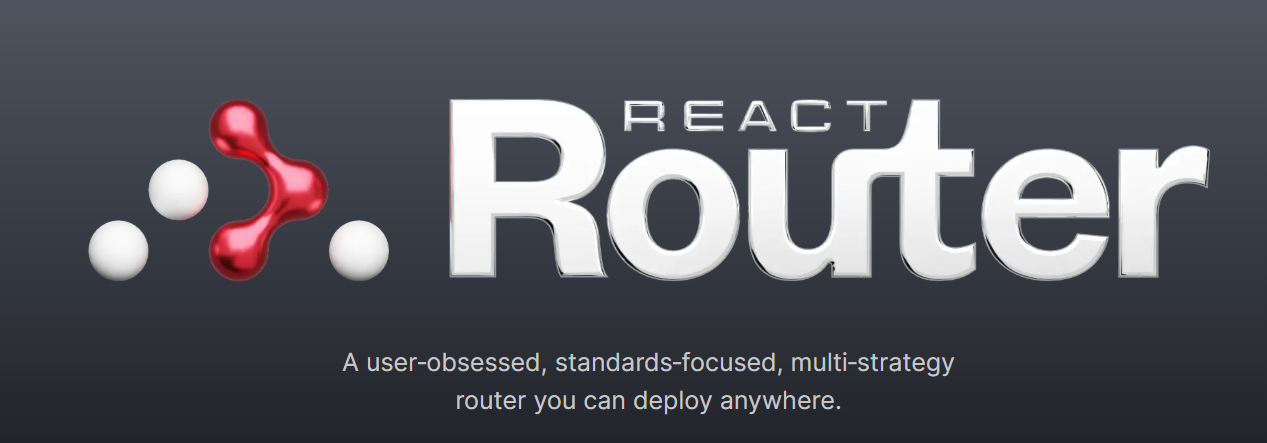 REACT
Router
A user-obsessed, standards-focused, multi-strategy
router you can deploy anywhere.